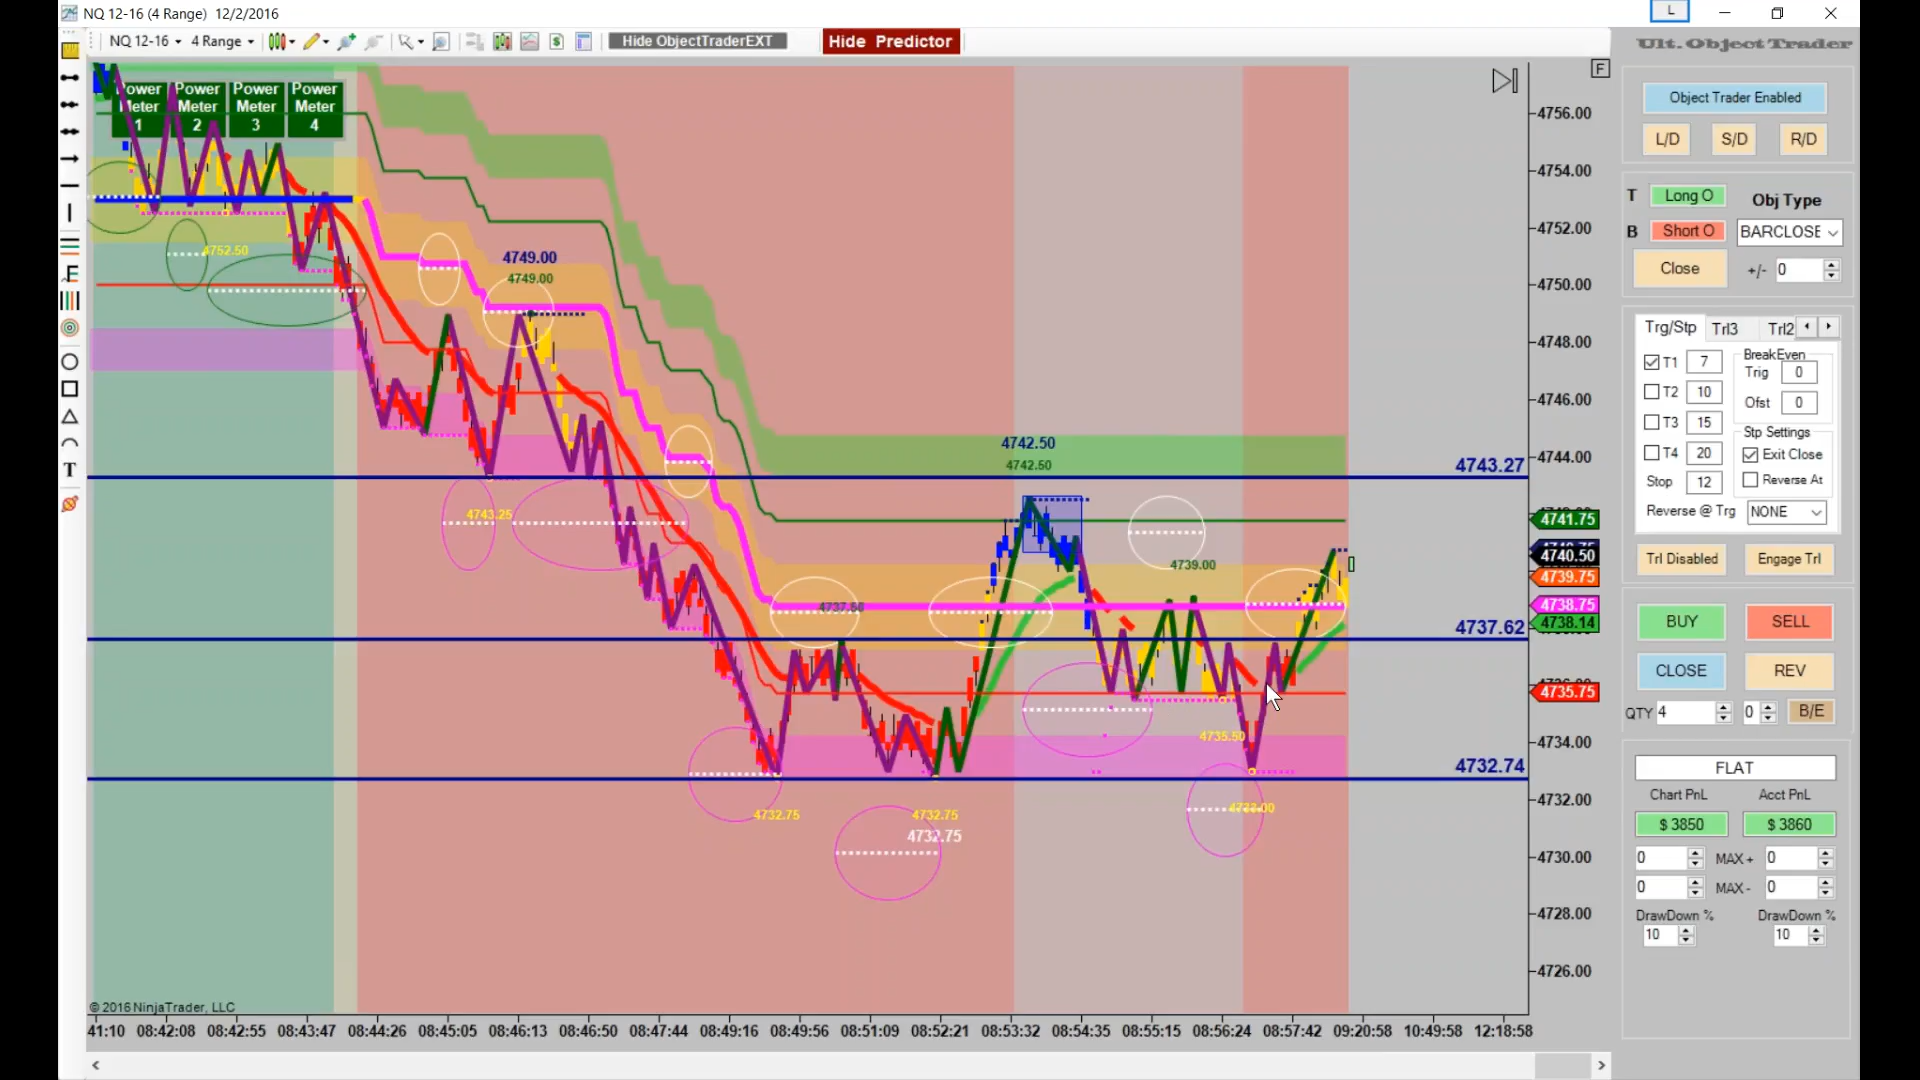 NQ 12-16 (4 Range) 12/2/2016
L
NQ 12-16 4 Range Hide ObjectTraderEXT Hide Predictor
Ult. Object Trader
F
Object Trader Enabled
L/D S/D R/D
T Long O Obj Type
B Short O BARCLOSE
Close +/- 0
Trg/Stp Trl3 Trl2
T1 7 BreakEven
Trig 0
T2 10 Ofst 0
T3 15 Stp Settings
T4 20 Exit Close
Stop 12 Reverse At
Reverse @ Trg NONE
Trl Disabled Engage Trl
BUY SELL
CLOSE REV
QTY 4 0 B/E
FLAT
Chart PnL Acct PnL
$ 3850 $ 3860
0 MAX + 0
0 MAX - 0
DrawDown % DrawDown %
10 10
Power Meter 1
Power Meter 2
Power Meter 3
Power Meter 4
4752.50
4749.00
4749.00
4743.25
4742.50
4742.50
4739.00
4735.50
4732.75
4732.75
4732.75
4743.27
4737.62
4732.74
4756.00
4754.00
4752.00
4750.00
4748.00
4746.00
4744.00
4741.75
4740.50
4739.75
4738.75
4738.14
4735.75
4734.00
4732.00
4730.00
4728.00
4726.00
© 2016 NinjaTrader, LLC
41:10 08:42:08 08:42:55 08:43:47 08:44:26 08:45:05 08:46:13 08:46:50 08:47:44 08:49:16 08:49:56 08:51:09 08:52:21 08:53:32 08:54:35 08:55:15 08:56:24 08:57:42 09:20:58 10:49:58 12:18:58